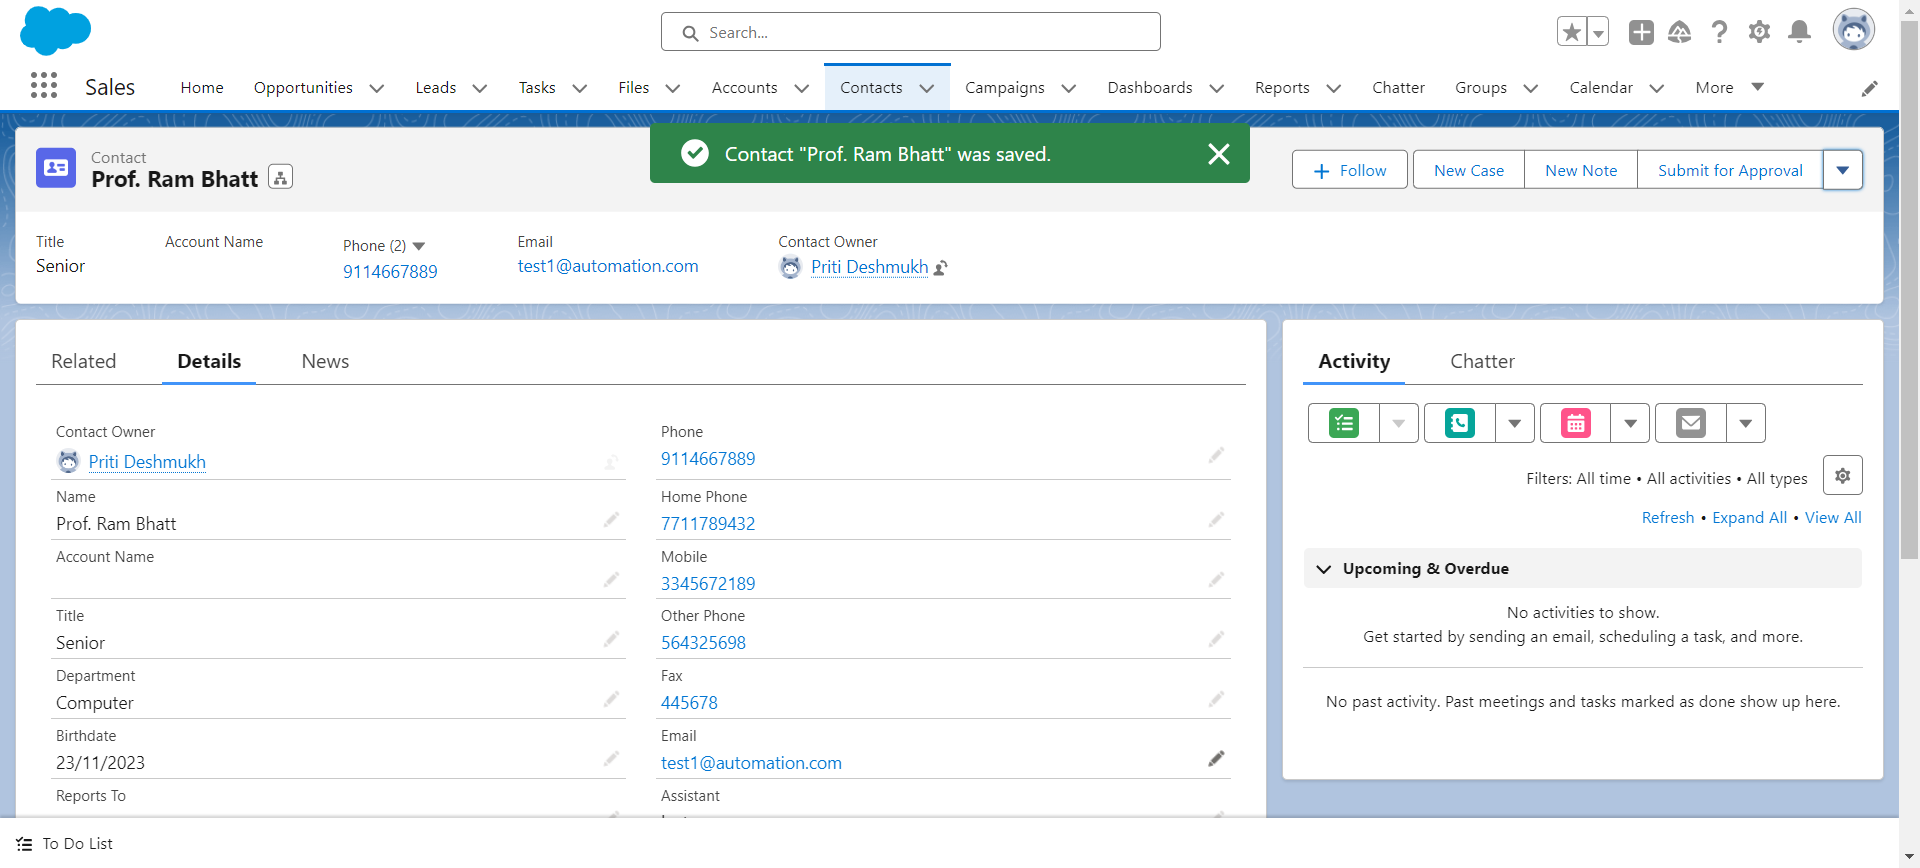 Search...
Sales
Home
Opportunities
Leads
Tasks
Files
Accounts
Contacts
Campaigns
Dashboards
Reports
Chatter
Groups
Calendar
More
Contact "Prof. Ram Bhatt" was saved.
Contact
Prof. Ram Bhatt
Follow
New Case
New Note
Submit for Approval
Title
Senior
Account Name
Phone (2)
9114667889
Email
test1@automation.com
Contact Owner
Priti Deshmukh
Related
Details
News
Contact Owner
Priti Deshmukh
Name
Prof. Ram Bhatt
Account Name
Title
Senior
Department
Computer
Birthdate
23/11/2023
Reports To
Phone
9114667889
Home Phone
7711789432
Mobile
3345672189
Other Phone
564325698
Fax
445678
Email
test1@automation.com
Assistant
Activity
Chatter
Filters: All time • All activities • All types
Refresh • Expand All • View All
Upcoming & Overdue
No activities to show.
Get started by sending an email, scheduling a task, and more.
No past activity. Past meetings and tasks marked as done show up here.
To Do List